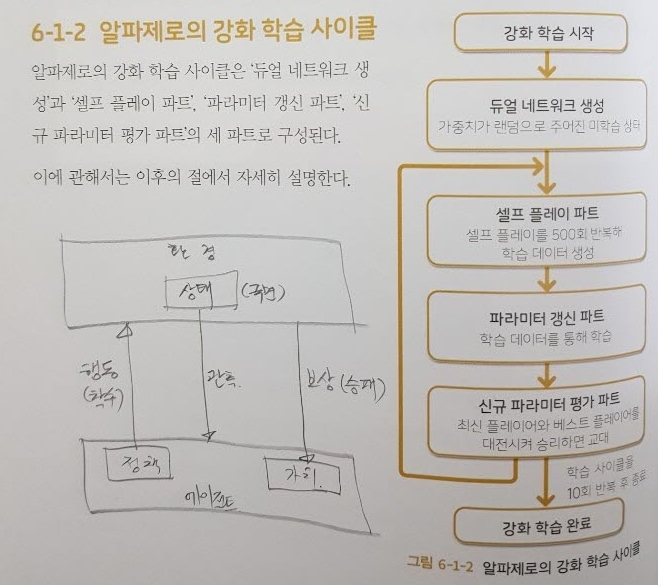 6-1-2 알파제로의 강화 학습 사이클
알파제로의 강화 학습 사이클은 '듀얼 네트워크 생
성'과 '셀프 플레이 파트', '파라미터 갱신 파트', '신
규 파라미터 평가 파트'의 세 파트로 구성된다.
이에 관해서는 이후의 절에서 자세히 설명한다.
환경
상태 (국면)
행동
(착수)
관측
보상 (승패)
정책
가치
에이전트
강화 학습 시작
듀얼 네트워크 생성
가중치가 랜덤으로 주어진 미학습 상태
셀프 플레이 파트
셀프 플레이를 500회 반복해
학습 데이터 생성
파라미터 갱신 파트
학습 데이터를 통해 학습
신규 파라미터 평가 파트
최신 플레이어와 베스트 플레이어를
대전시켜 승리하면 교대
학습 사이클을
10회 반복 후 종료
강화 학습 완료
그림 6-1-2 알파제로의 강화 학습 사이클